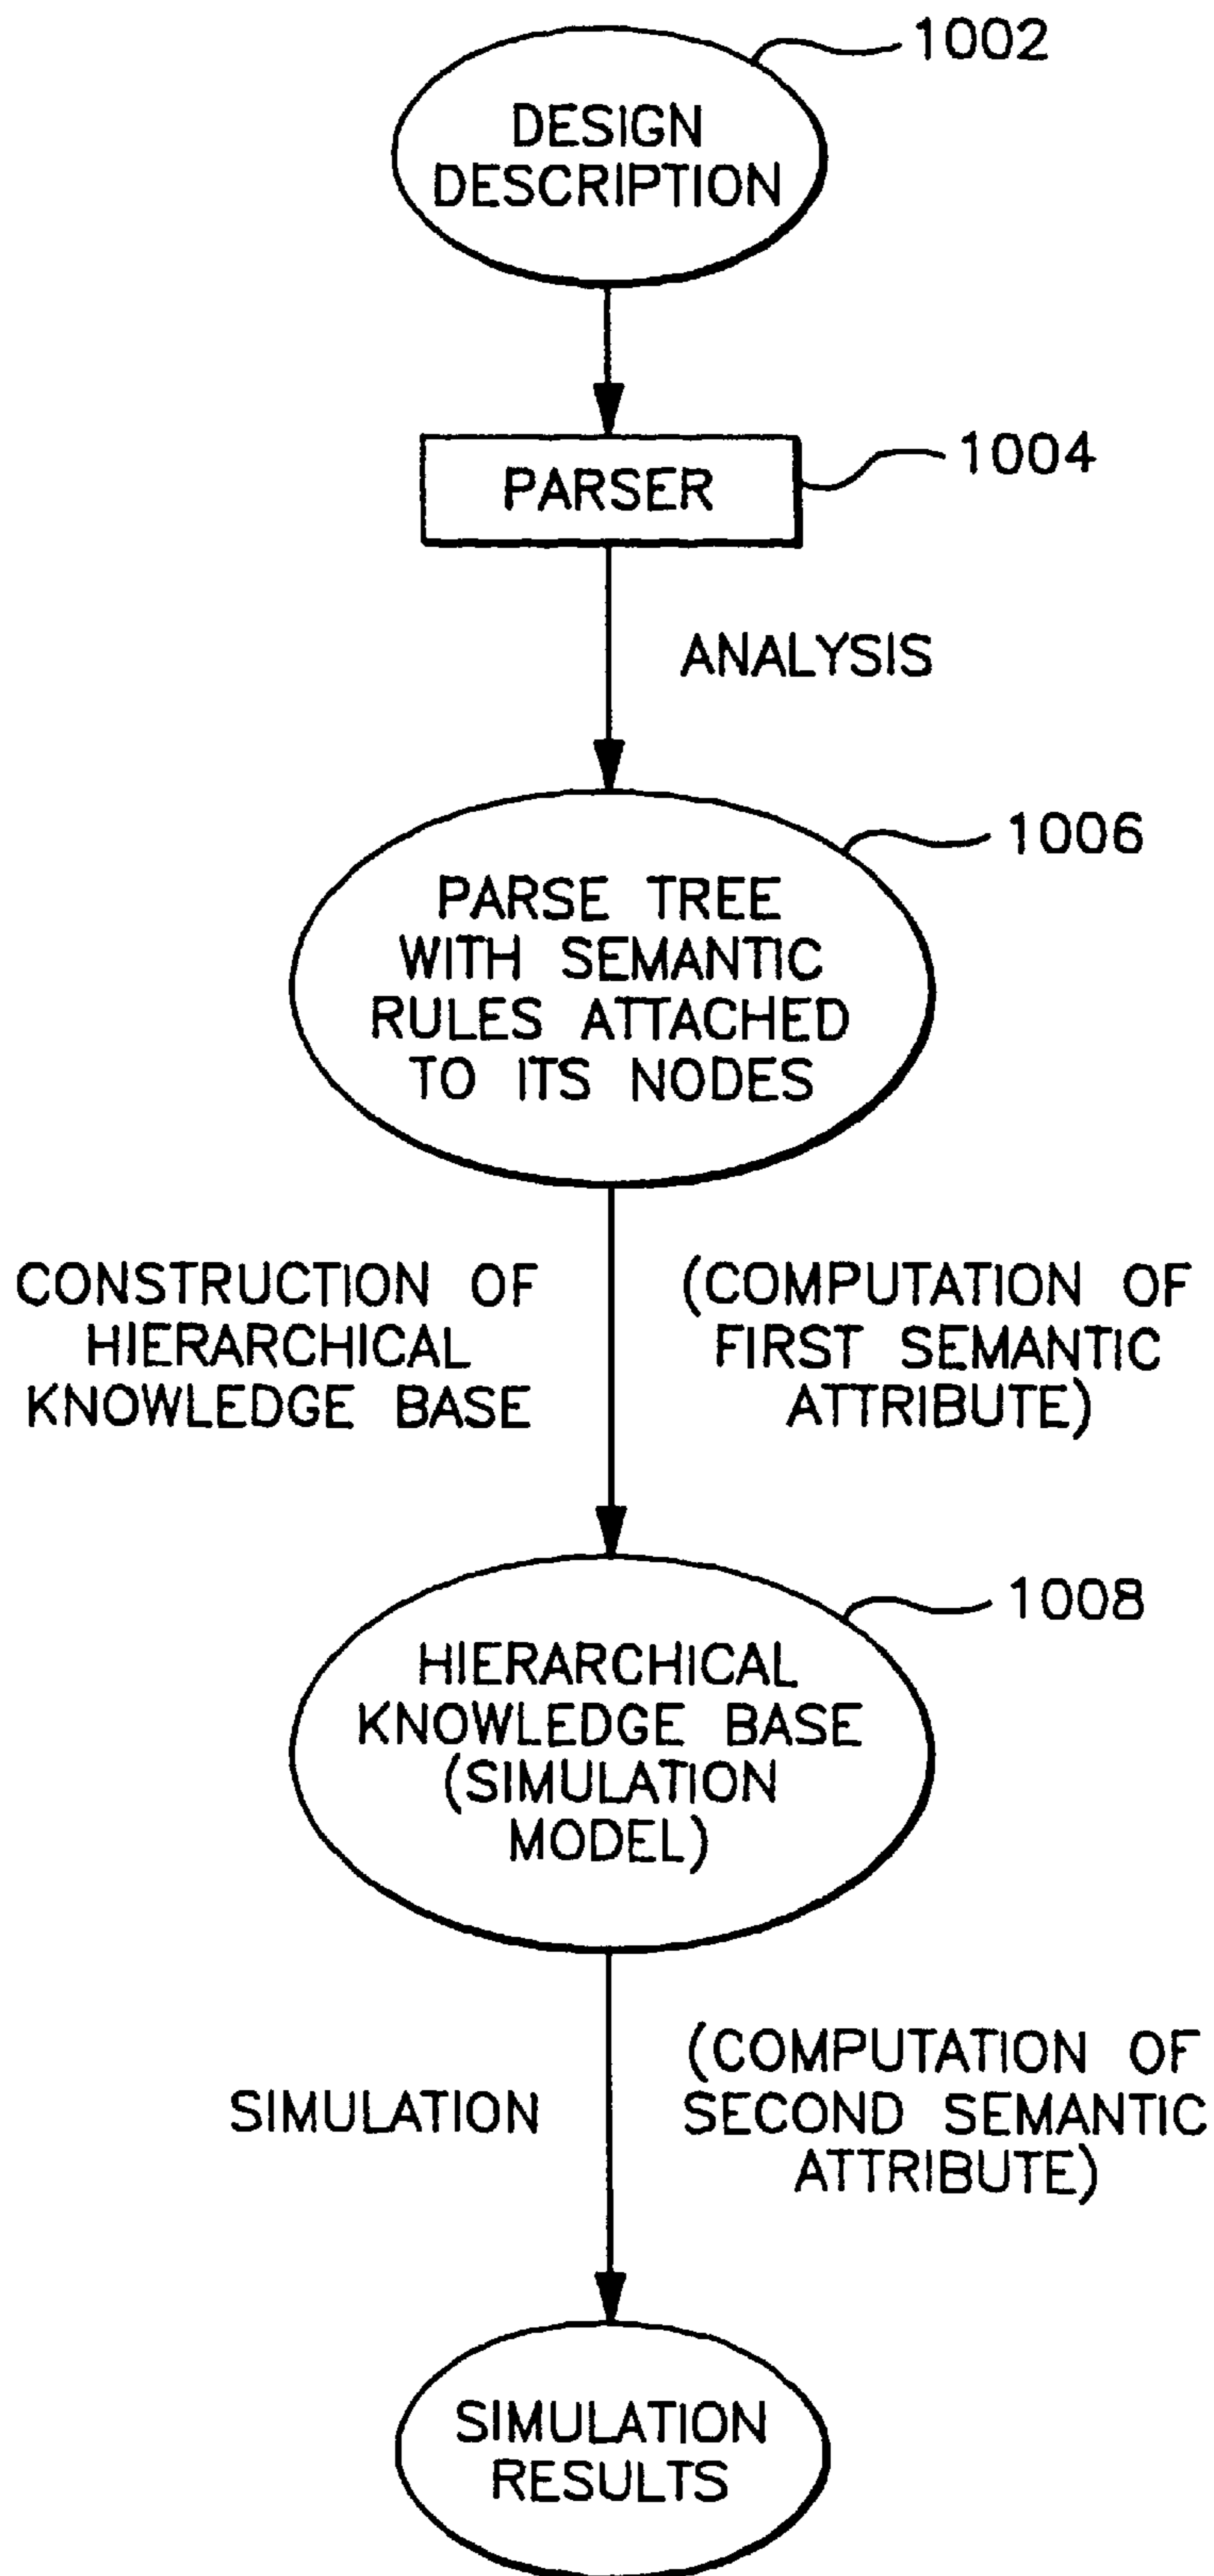 1002
DESIGN
DESCRIPTION
1004
PARSER
ANALYSIS
1006
PARSE TREE
WITH SEMANTIC
RULES ATTACHED
TO ITS NODES
CONSTRUCTION OF
HIERARCHICAL
KNOWLEDGE BASE
(COMPUTATION OF
FIRST SEMANTIC
ATTRIBUTE)
1008
HIERARCHICAL
KNOWLEDGE BASE
(SIMULATION
MODEL)
SIMULATION
(COMPUTATION OF
SECOND SEMANTIC
ATTRIBUTE)
SIMULATION
RESULTS